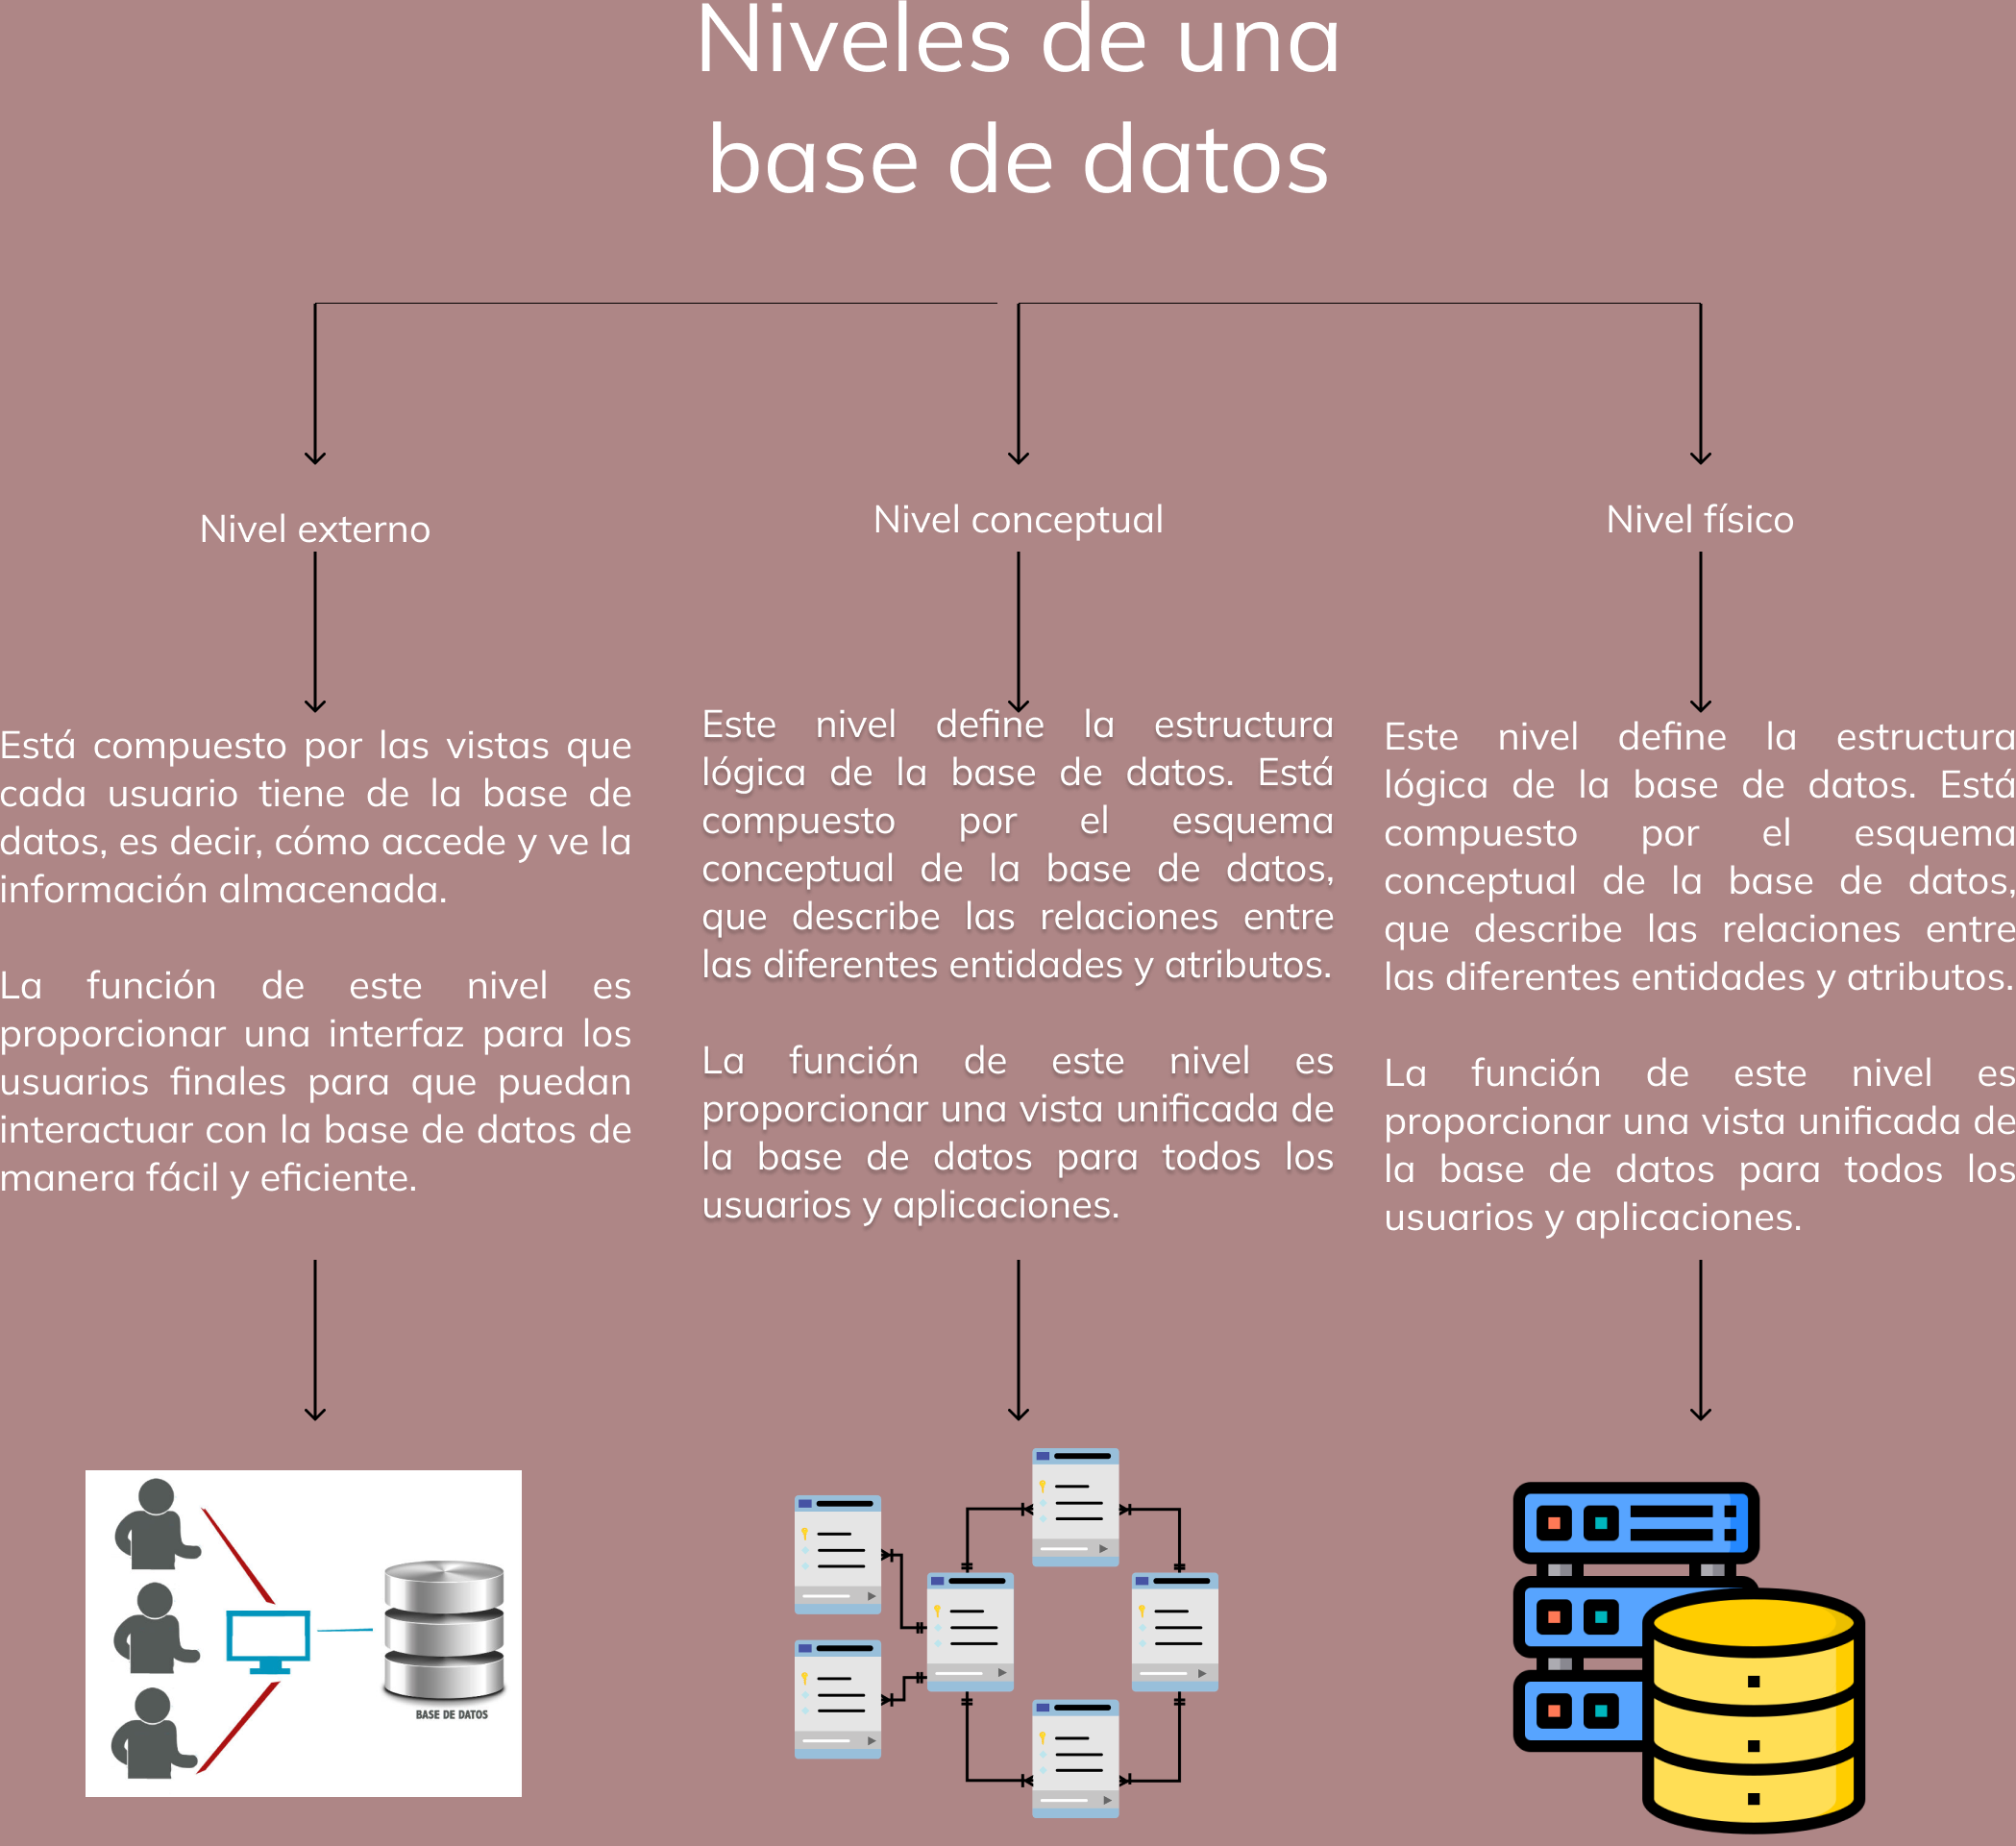 Niveles de una
base de datos
Nivel externo
Está compuesto por las vistas que
cada usuario tiene de la base de
datos, es decir, cómo accede y ve la
información almacenada.
La función de este nivel es
proporcionar una interfaz para los
usuarios finales para que puedan
interactuar con la base de datos de
manera fácil y eficiente.
BASE DE DATOS
Nivel conceptual
Este nivel define la estructura
lógica de la base de datos. Está
compuesto por el esquema
conceptual de la base de datos,
que describe las relaciones entre
las diferentes entidades y atributos.
La función de este nivel es
proporcionar una vista unificada de
la base de datos para todos los
usuarios y aplicaciones.
Nivel físico
Este nivel define la estructura
lógica de la base de datos. Está
compuesto por el esquema
conceptual de la base de datos,
que describe las relaciones entre
las diferentes entidades y atributos.
La función de este nivel es
proporcionar una vista unificada de
la base de datos para todos los
usuarios y aplicaciones.